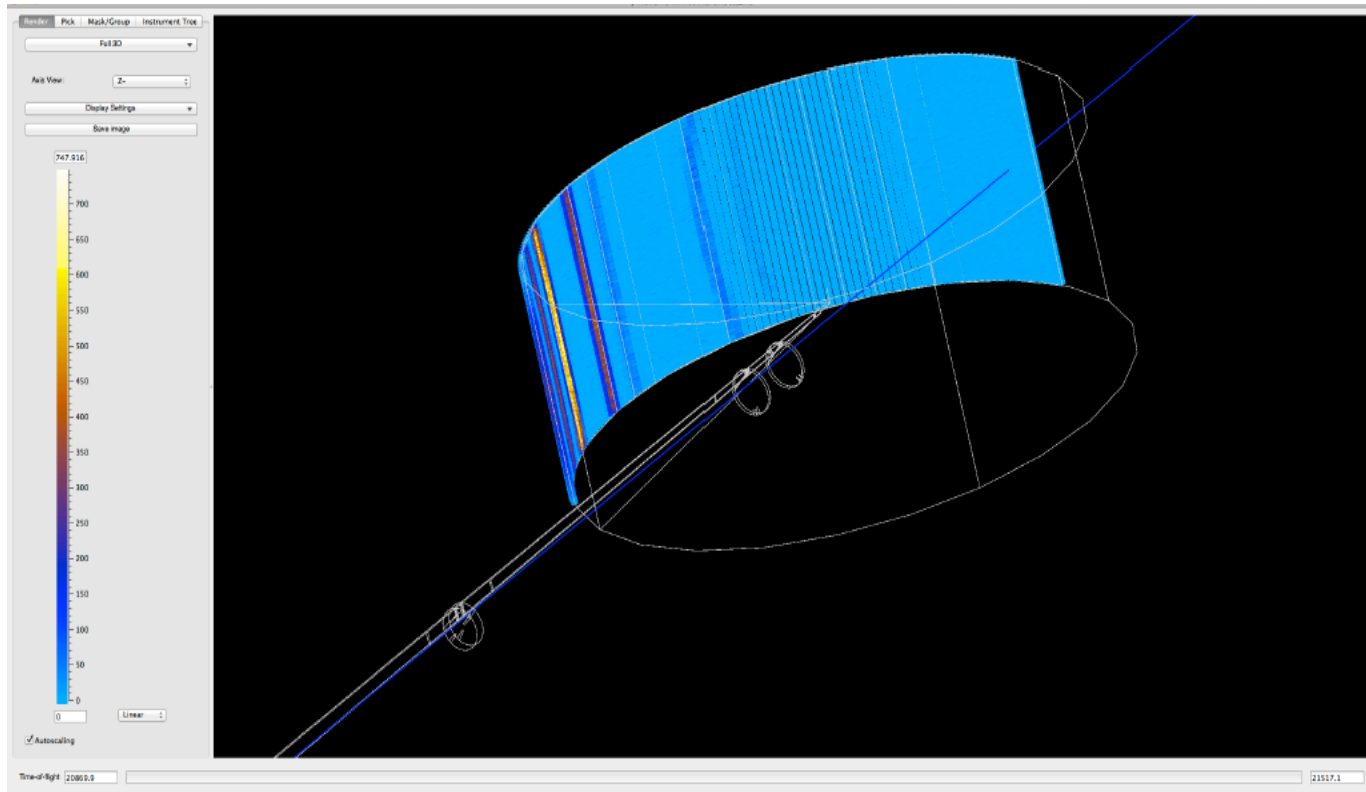 Render Pick Mask/Group Instrument Tree
Full 3D
Axis View: Z-
Display Settings
Save image
747.916
700
650
600
550
500
450
400
350
300
250
200
150
100
50
0
0 Linear
Autoscaling
Time-of-flight 20869.9 21517.1